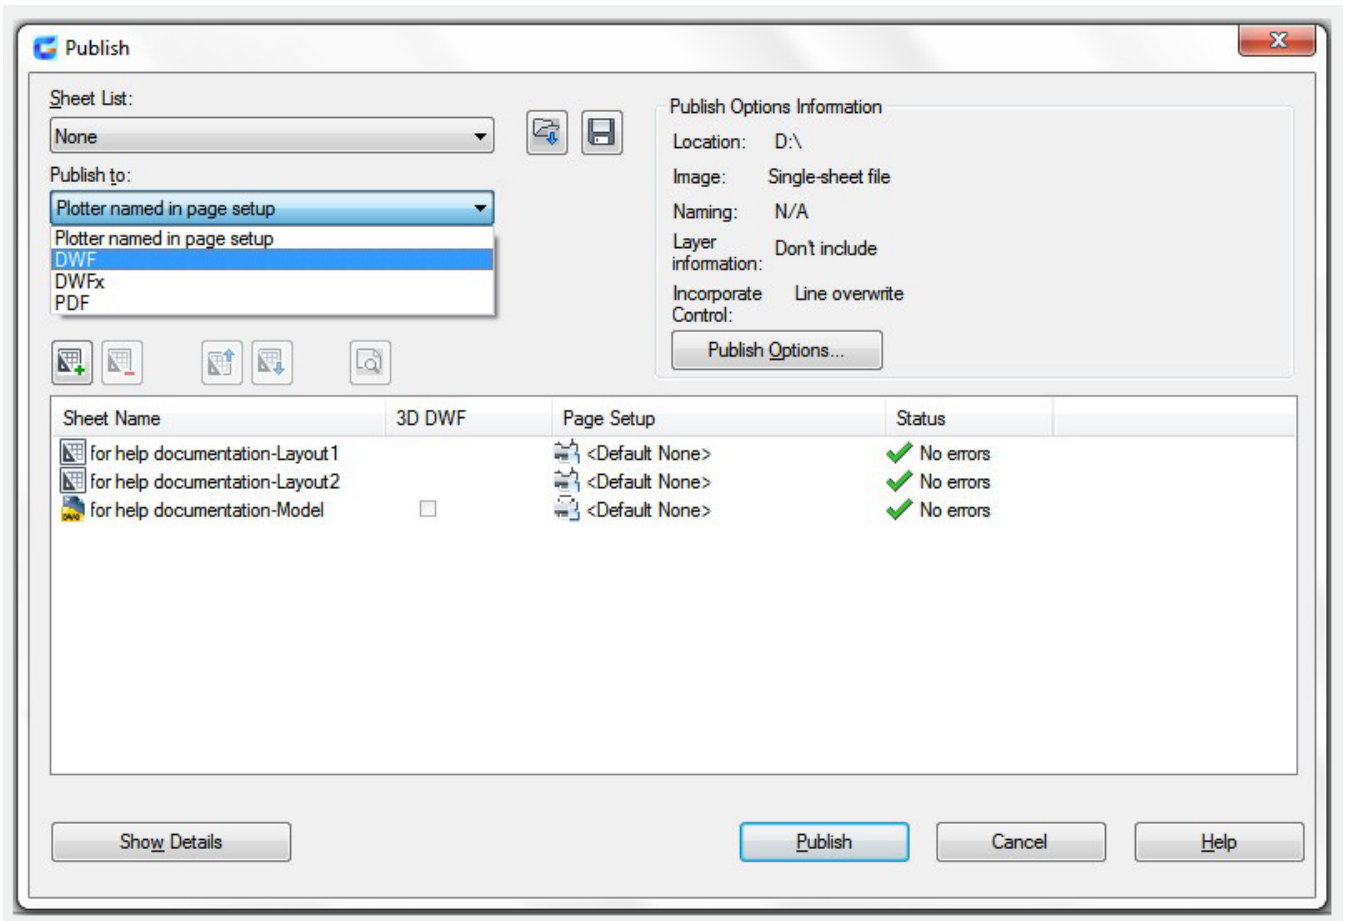 Publish
Sheet List:
None
Publish to:
Plotter named in page setup
Plotter named in page setup
DWF
DWFx
PDF
Publish Options Information
Location: D:\
Image: Single-sheet file
Naming: N/A
Layer
information: Don't include
Incorporate Line overwrite
Control:
Publish Options...
Sheet Name 3D DWF Page Setup Status
for help documentation-Layout1 <Default None> No errors
for help documentation-Layout2 <Default None> No errors
for help documentation-Model <Default None> No errors
Show Details Publish Cancel Help